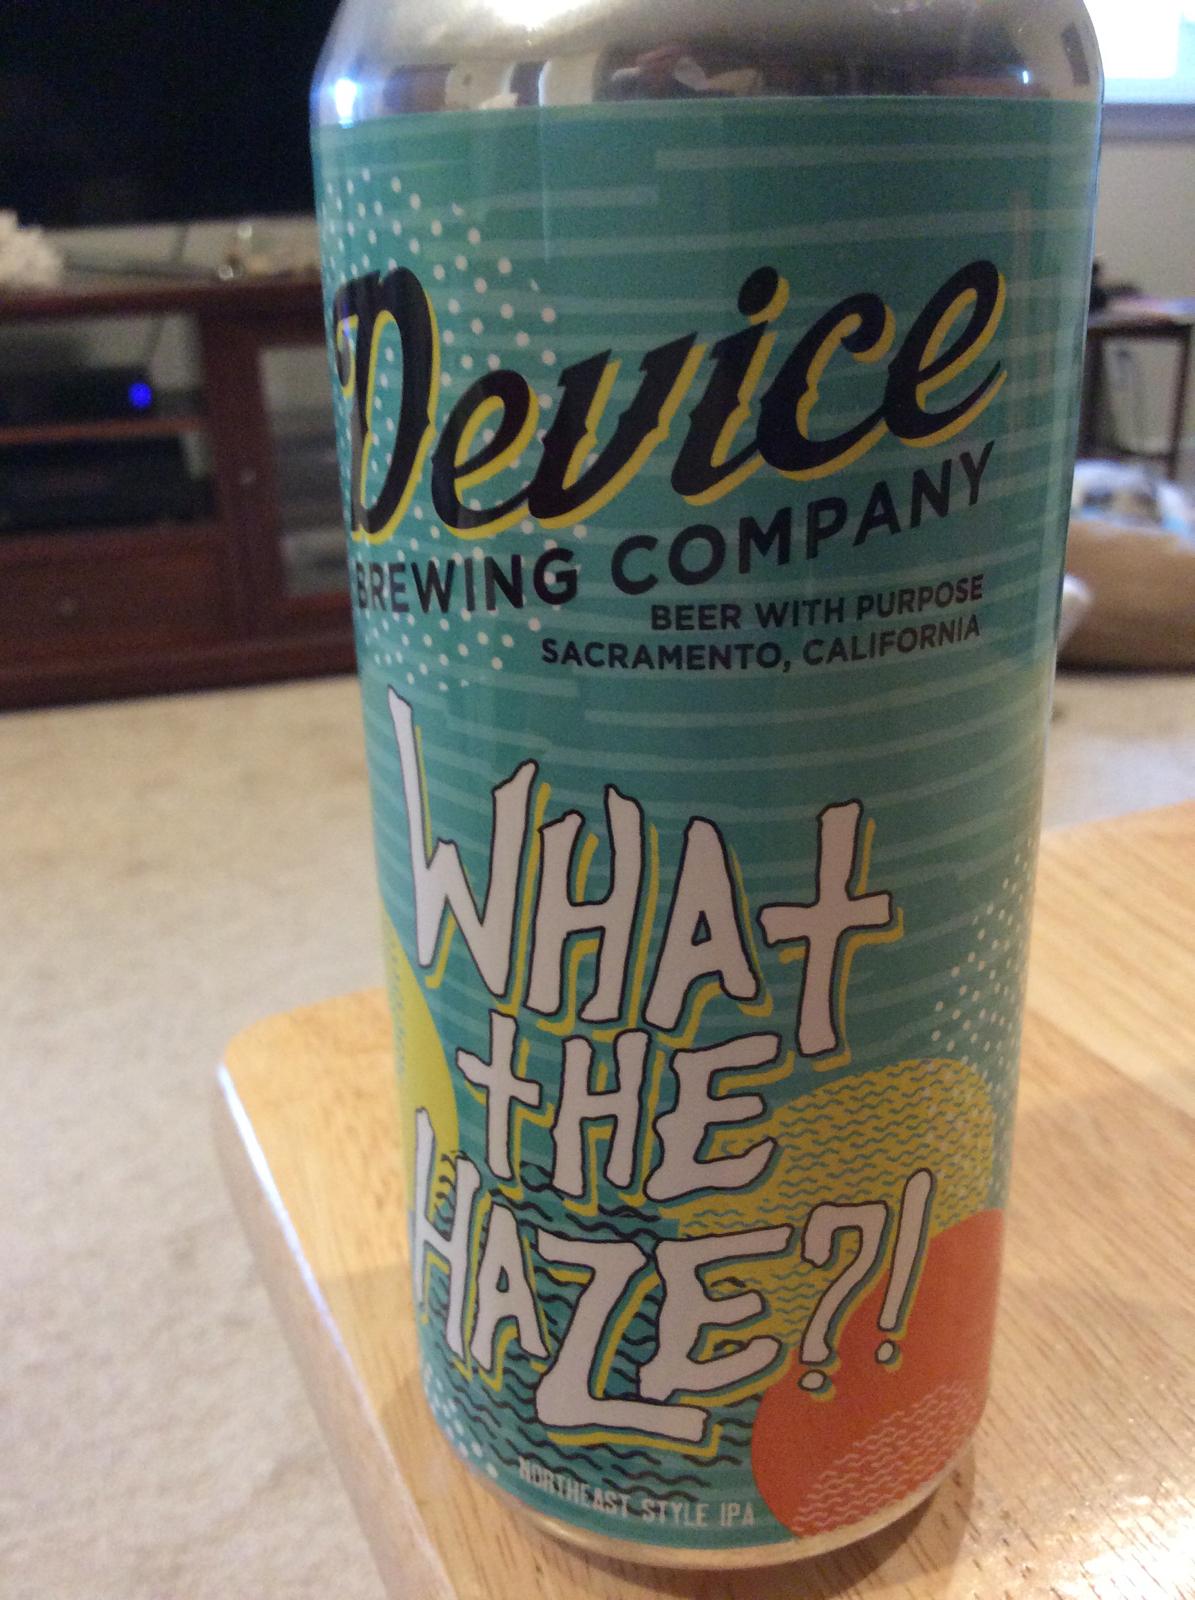 Device
BREWING COMPANY
BEER WITH PURPOSE
SACRAMENTO, CALIFORNIA
WHAt
tHE
HAZE?!
NORTHEAST STYLE IPA